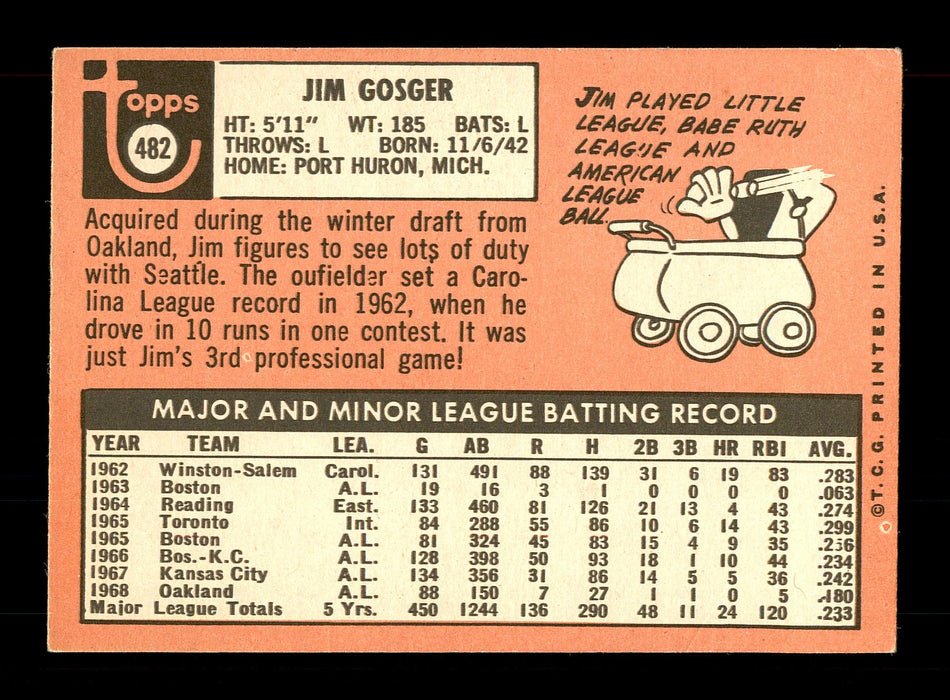 topps
482
JIM GOSGER
HT: 5'11" WT: 185 BATS: L
THROWS: L BORN: 11/6/42
HOME: PORT HURON, MICH.
JIM PLAYED LITTLE
LEAGUE, BABE RUTH
LEAGUE AND
AMERICAN
LEAGUE
BALL.
Acquired during the winter draft from
Oakland, Jim figures to see lots of duty
with Seattle. The oufielder set a Caro-
lina League record in 1962, when he
drove in 10 runs in one contest. It was
just Jim's 3rd professional game!
MAJOR AND MINOR LEAGUE BATTING RECORD
YEAR TEAM LEA. G AB R H 2B 3B HR RBI AVG.
1962 Winston-Salem Carol. 131 491 88 139 31 6 19 83 .283
1963 Boston A.L. 19 16 3 1 0 0 0 0 .063
1964 Reading East. 133 460 81 126 21 13 4 43 .274
1965 Toronto Int. 84 288 55 86 10 6 14 43 .299
1965 Boston A.L. 81 324 45 83 15 4 9 35 .256
1966 Bos.-K.C. A.L. 128 398 50 93 18 1 10 44 .234
1967 Kansas City A.L. 134 356 31 86 14 5 5 36 .242
1968 Oakland A.L. 88 150 7 27 1 1 0 5 .180
Major League Totals 5 Yrs. 450 1244 136 290 48 11 24 120 .233
©T.C.G. PRINTED IN U.S.A.